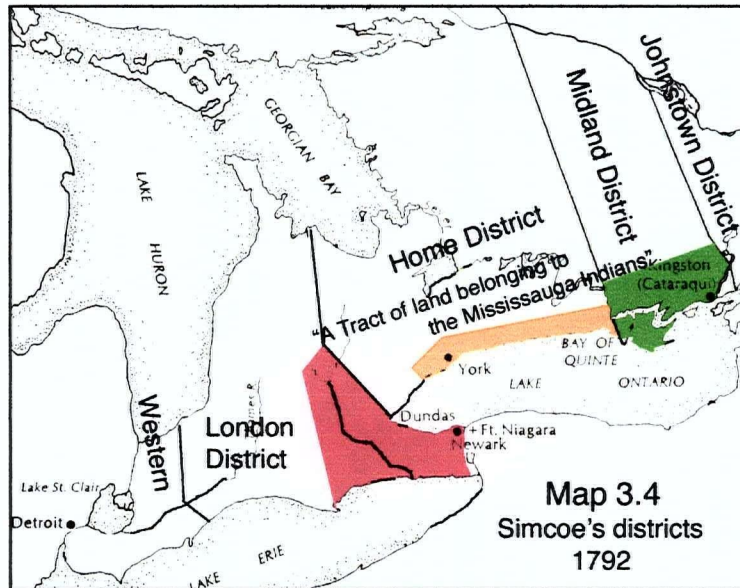 GEORGIAN BAY
LAKE HURON
Johnstown District
Midland District
Home District
"A Tract of land belonging to
the Mississauga Indians"
Kingston
(Cataraqui)
BAY OF
QUINTE
York
LAKE ONTARIO
Dundas
+ Ft. Niagara
Newark
Western
London
District
Lake St. Clair
Detroit
LAKE ERIE
Map 3.4
Simcoe's districts
1792